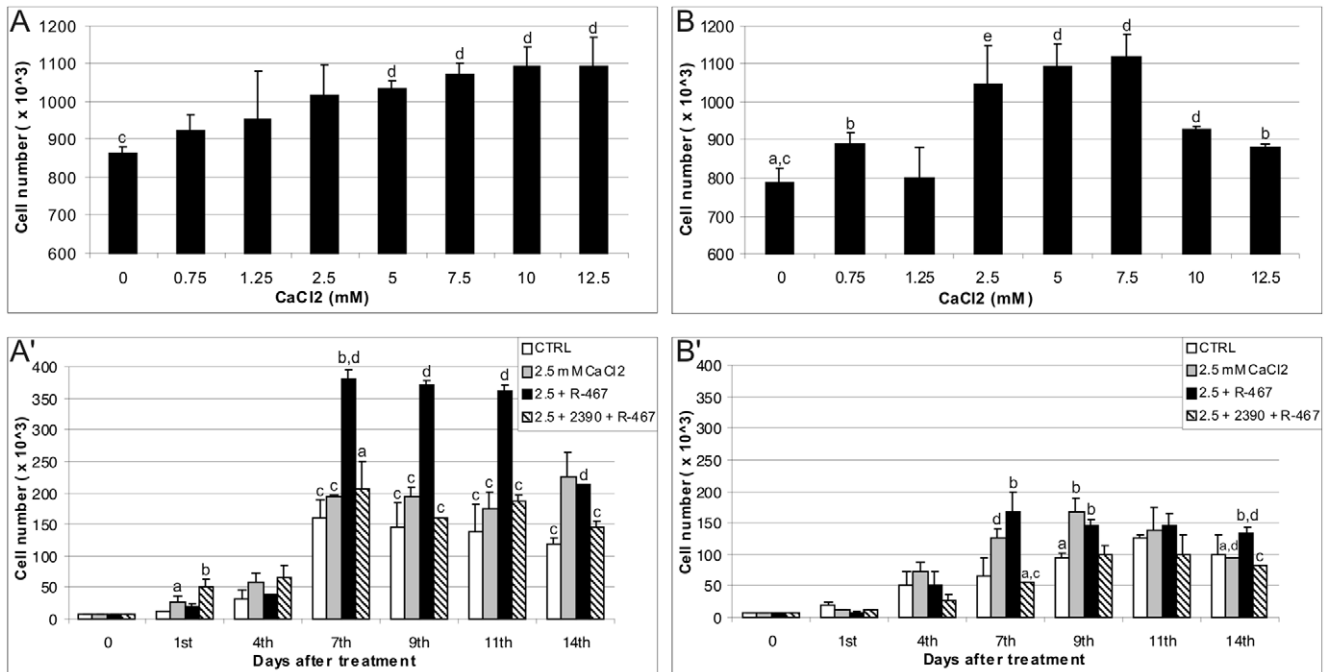 A
1200
1100
1000
900
800
700
600
Cell number ( x 10^3)
c
d
d
d
d
0 0.75 1.25 2.5 5 7.5 10 12.5
CaCl2 (mM)
B
1200
1100
1000
900
800
700
600
Cell number ( x 10^3)
a,c
b
e
d
d
d
b
0 0.75 1.25 2.5 5 7.5 10 12.5
CaCl2 (mM)
A'
400
350
300
250
200
150
100
50
0
Cell number ( x 10^3)
CTRL
2.5 mM CaCl2
2.5 + R-467
2.5 + 2390 + R-467
a
b
c
c
b,d
a
c
c
d
c
c
c
d
c
c
d
c
0 1st 4th 7th 9th 11th 14th
Days after treatment
B'
400
350
300
250
200
150
100
50
0
Cell number ( x 10^3)
CTRL
2.5 mM CaCl2
2.5 + R-467
2.5 + 2390 + R-467
d
b
a,c
a
b
b
a,d
b,d
c
0 1st 4th 7th 9th 11th 14th
Days after treatment